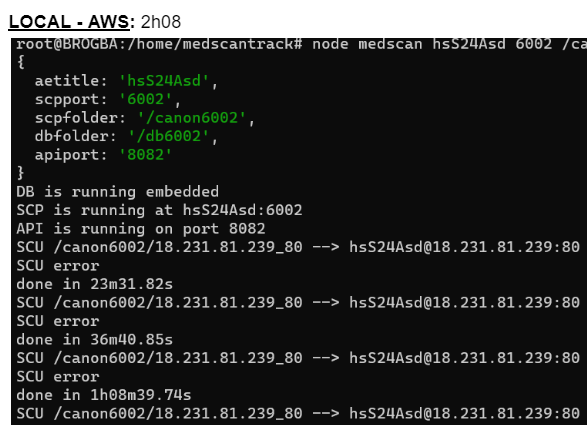 LOCAL - AWS: 2h08
root@BROGBA:/home/medscantrack# node medscan hsS24Asd 6002 /ca
{
  aetitle: 'hsS24Asd',
  scpport: '6002',
  scpfolder: '/canon6002',
  dbfolder: '/db6002',
  apiport: '8082'
}
DB is running embedded
SCP is running at hsS24Asd:6002
API is running on port 8082
SCU /canon6002/18.231.81.239_80 --> hsS24Asd@18.231.81.239:80
SCU error
done in 23m31.82s
SCU /canon6002/18.231.81.239_80 --> hsS24Asd@18.231.81.239:80
SCU error
done in 36m40.85s
SCU /canon6002/18.231.81.239_80 --> hsS24Asd@18.231.81.239:80
SCU error
done in 1h08m39.74s
SCU /canon6002/18.231.81.239_80 --> hsS24Asd@18.231.81.239:80